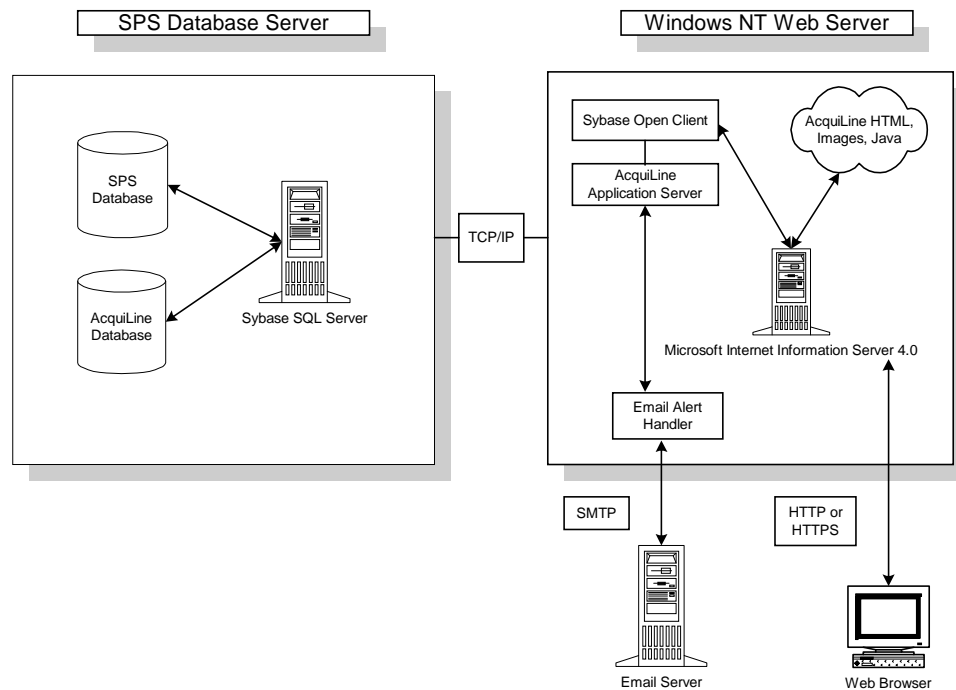 SPS Database Server
Windows NT Web Server
SPS
Database
AcquiLine
Database
Sybase SQL Server
TCP/IP
Sybase Open Client
AcquiLine
Application Server
AcquiLine HTML,
Images, Java
Microsoft Internet Information Server 4.0
Email Alert
Handler
SMTP
HTTP or
HTTPS
Email Server
Web Browser